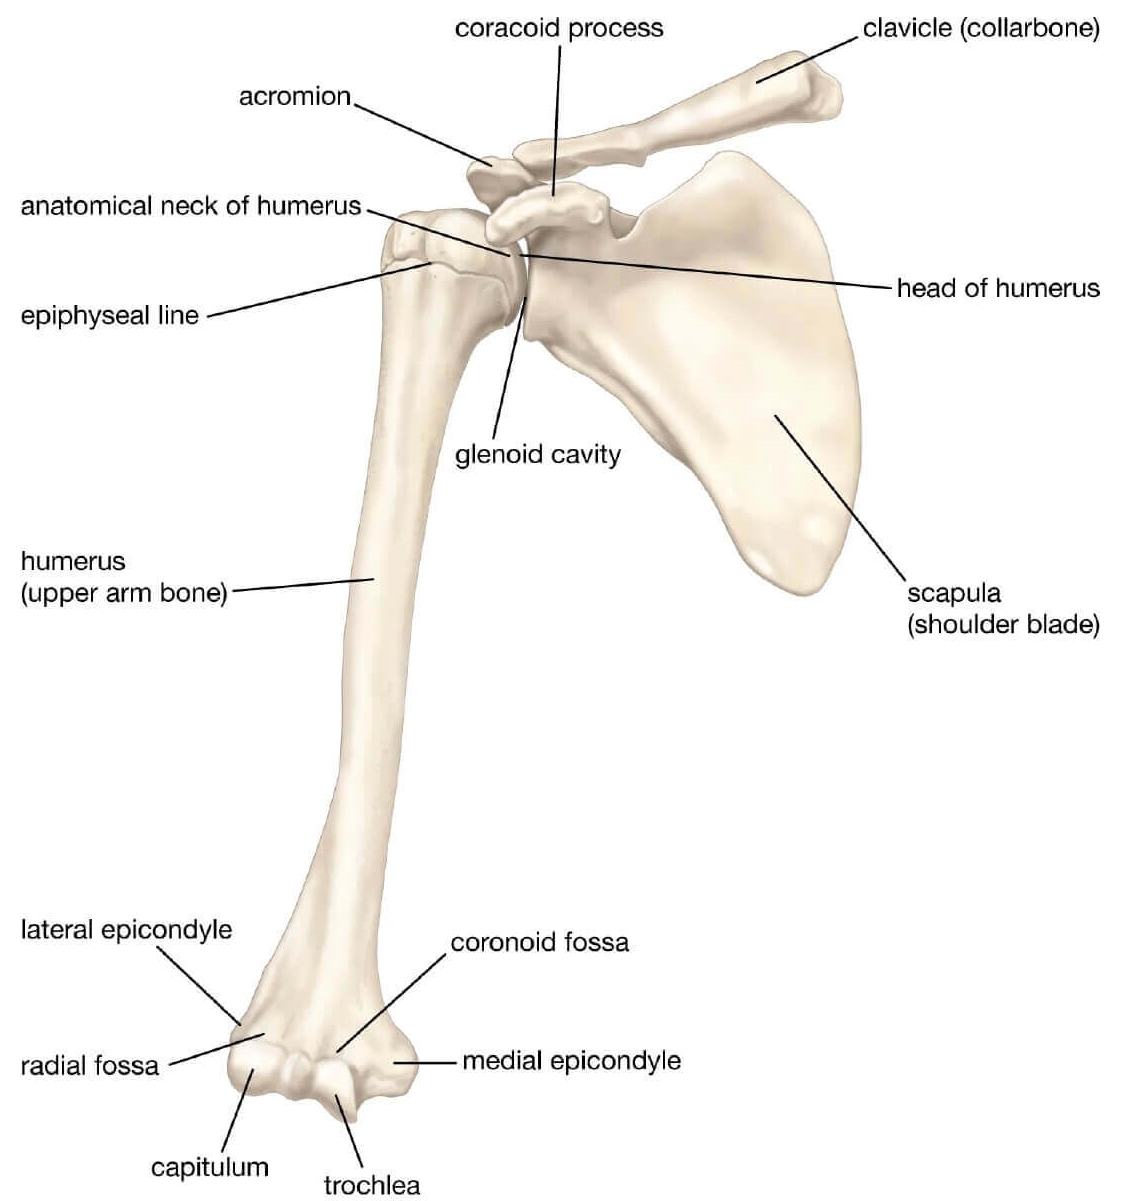 coracoid process
clavicle (collarbone)
acromion
anatomical neck of humerus
head of humerus
epiphyseal line
glenoid cavity
humerus
(upper arm bone)
scapula
(shoulder blade)
lateral epicondyle
coronoid fossa
radial fossa
medial epicondyle
capitulum
trochlea